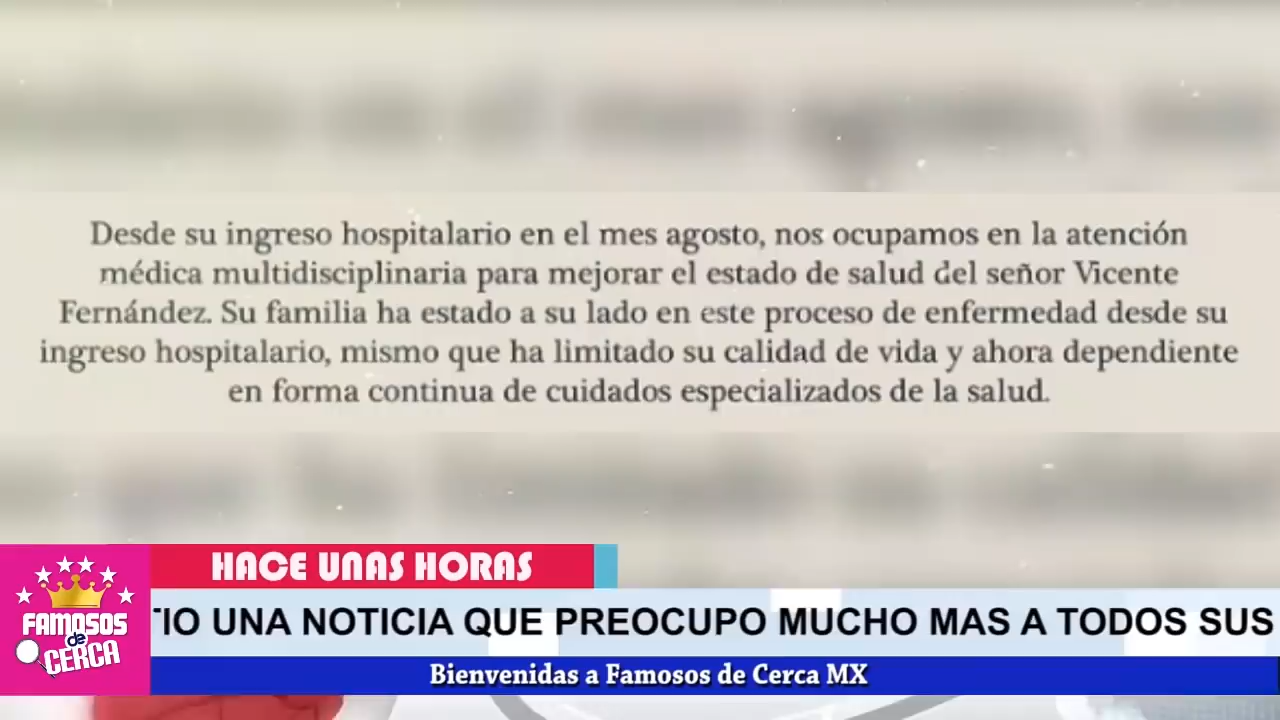 Desde su ingreso hospitalario en el mes agosto, nos ocupamos en la atención
médica multidisciplinaria para mejorar el estado de salud del señor Vicente
Fernández. Su familia ha estado a su lado en este proceso de enfermedad desde su
ingreso hospitalario, mismo que ha limitado su calidad de vida y ahora dependiente
en forma continua de cuidados especializados de la salud.
HACE UNAS HORAS
TIO UNA NOTICIA QUE PREOCUPO MUCHO MAS A TODOS SUS
FAMOSOS
de
CERCA
Bienvenidas a Famosos de Cerca MX